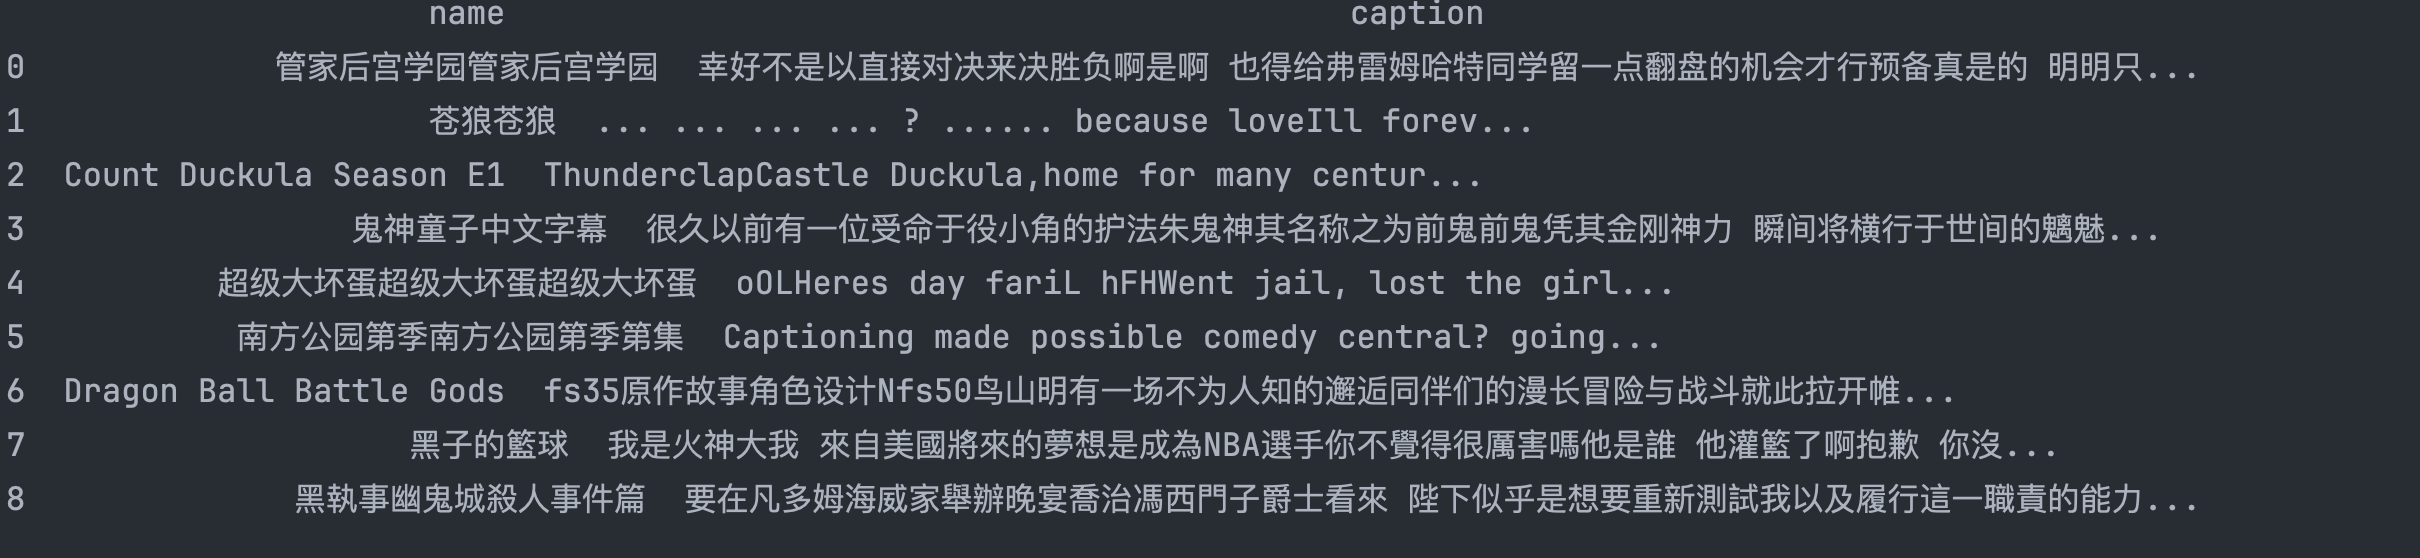 name caption
0 管家后宫学园管家后宫学园 幸好不是以直接对决来决胜负啊是啊 也得给弗雷姆哈特同学留一点翻盘的机会才行预备真是的 明明只...
1 苍狼苍狼 ... ... ... ... ? ...... because loveIll forev...
2 Count Duckula Season E1 ThunderclapCastle Duckula,home for many centur...
3 鬼神童子中文字幕 很久以前有一位受命于役小角的护法朱鬼神其名称之为前鬼前鬼凭其金刚神力 瞬间将横行于世间的魑魅...
4 超级大坏蛋超级大坏蛋超级大坏蛋 oOLHeres day fariL hFHWent jail, lost the girl...
5 南方公园第季南方公园第季第集 Captioning made possible comedy central? going...
6 Dragon Ball Battle Gods fs35原作故事角色设计Nfs50鸟山明有一场不为人知的邂逅同伴们的漫长冒险与战斗就此拉开帷...
7 黑子的籃球 我是火神大我 來自美國將來的夢想是成為NBA選手你不覺得很厲害嗎他是誰 他灌籃了啊抱歉 你沒...
8 黑執事幽鬼城殺人事件篇 要在凡多姆海威家舉辦晚宴喬治馮西門子爵士看來 陛下似乎是想要重新測試我以及履行這一職責的能力...